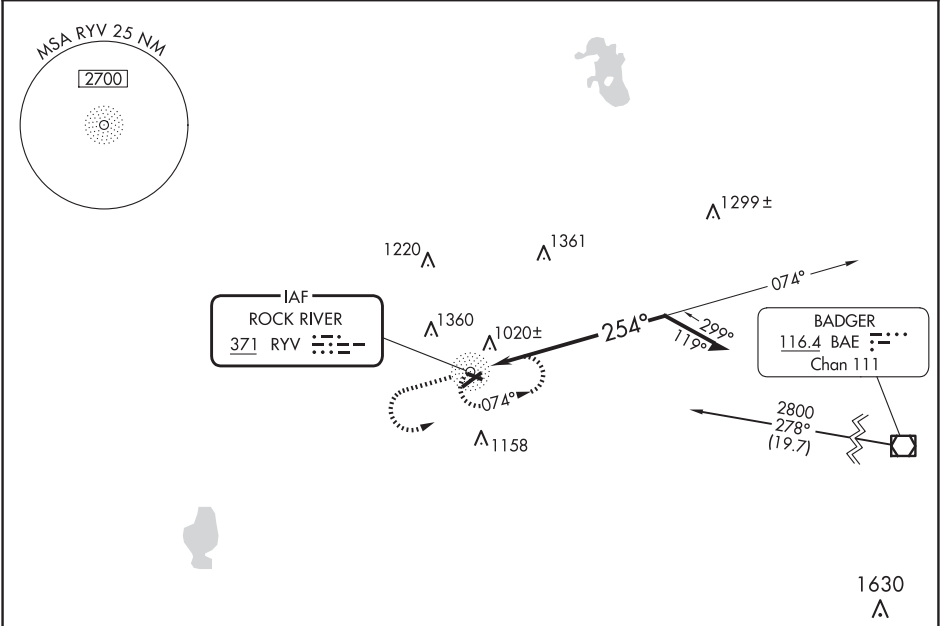 MSA RYV 25 NM
2700
1299±
1220
1361
074°
IAF
ROCK RIVER
371 RYV
1360
1020±
254°
299°
119°
BADGER
116.4 BAE
Chan 111
074°
2800
278°
(19.7)
1158
1630